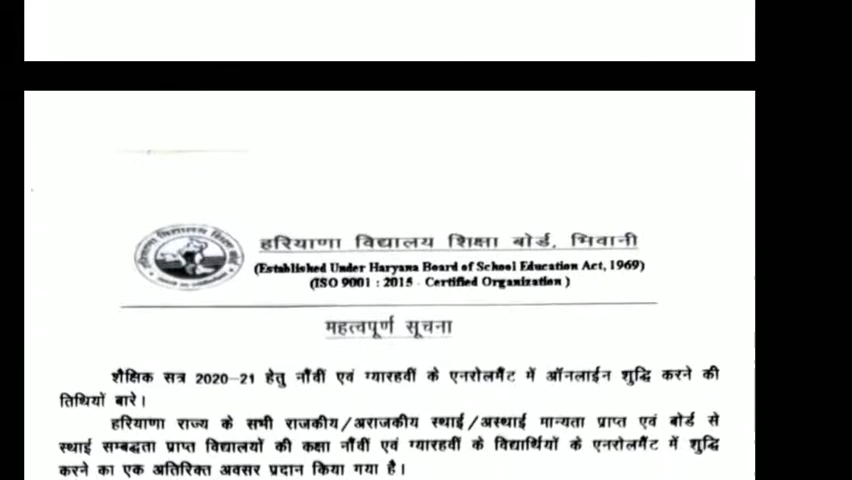 हरियाणा विद्यालय शिक्षा बोर्ड, भिवानी
(Established Under Haryana Board of School Education Act, 1969)
(ISO 9001 : 2015 - Certified Organization )
महत्वपूर्ण सूचना
शैक्षिक सत्र 2020-21 हेतु नौंवीं एवं ग्यारहवीं के एनरोलमैंट में ऑनलाईन शुद्धि करने की
तिथियों बारे।
हरियाणा राज्य के सभी राजकीय/अराजकीय स्थाई/अस्थाई मान्यता प्राप्त एवं बोर्ड से
स्थाई सम्बद्धता प्राप्त विद्यालयों की कक्षा नौंवीं एवं ग्यारहवीं के विद्यार्थियों के एनरोलमैंट में शुद्धि
करने का एक अतिरिक्त अवसर प्रदान किया गया है।